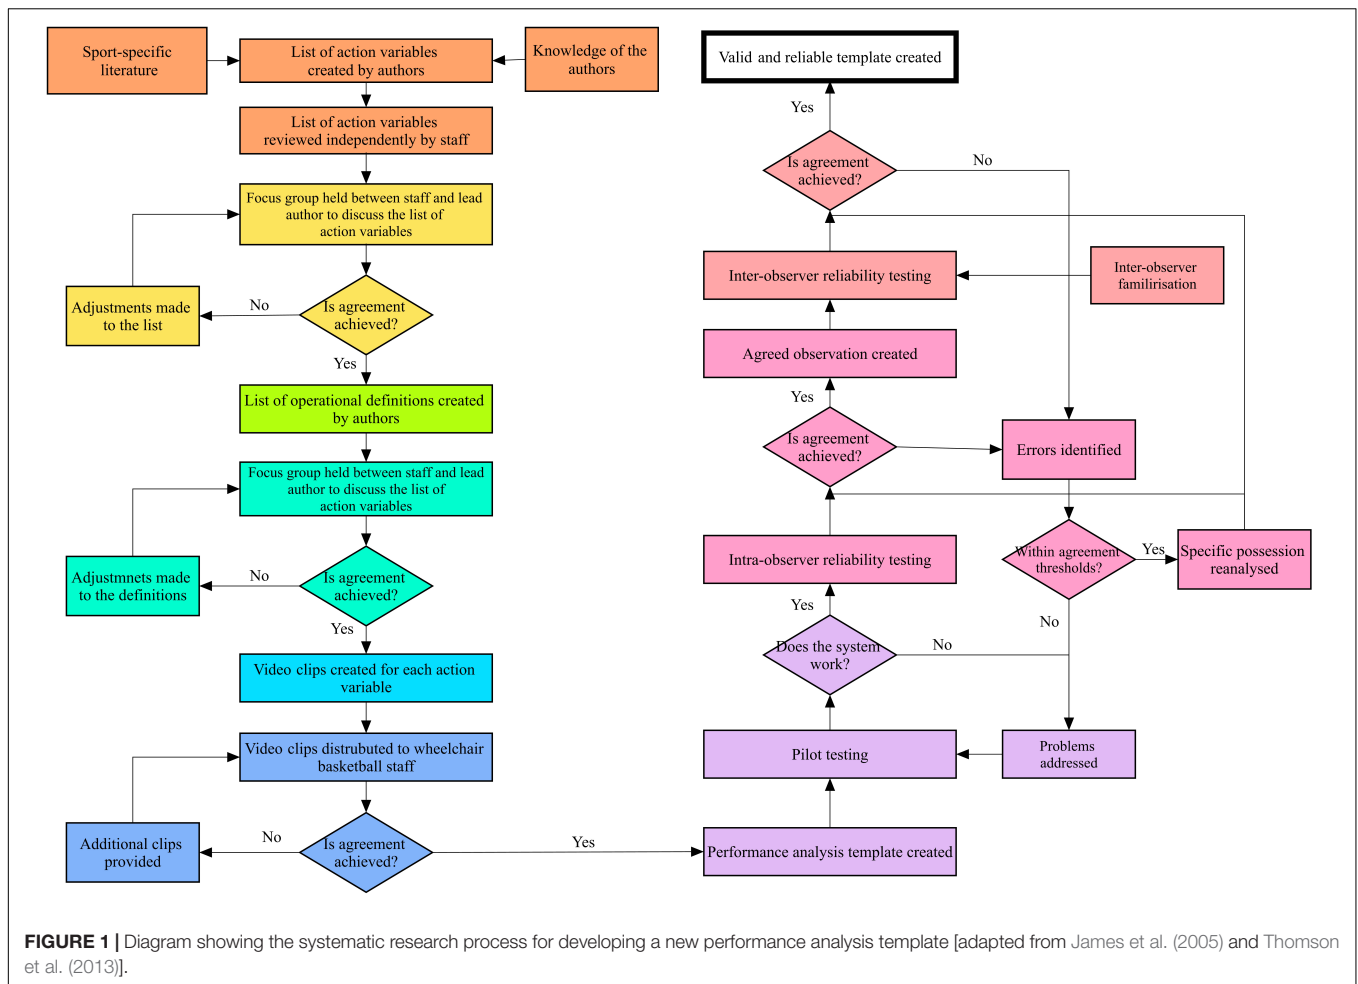 Sport-specific
literature
List of action variables
created by authors
Knowledge of the
authors
List of action variables
reviewed independently by staff
Focus group held between staff and lead
author to discuss the list of
action variables
Is agreement
achieved?
No
Adjustments made
to the list
Yes
List of operational definitions created
by authors
Focus group held between staff and lead
author to discuss the list of
action variables
Is agreement
achieved?
No
Adjustmnets made
to the definitions
Yes
Video clips created for each action
variable
Video clips distrubuted to wheelchair
basketball staff
Is agreement
achieved?
No
Additional clips
provided
Yes
Performance analysis template created
Pilot testing
Problems
addressed
Does the system
work?
No
Yes
Intra-observer reliability testing
Is agreement
achieved?
Errors identified
Within agreement
thresholds?
Yes
Specific possession
reanalysed
No
Yes
Agreed observation created
Inter-observer reliability testing
Inter-observer
familirisation
Is agreement
achieved?
No
Yes
Valid and reliable template created
FIGURE 1 | Diagram showing the systematic research process for developing a new performance analysis template [adapted from James et al. (2005) and Thomson
et al. (2013)].